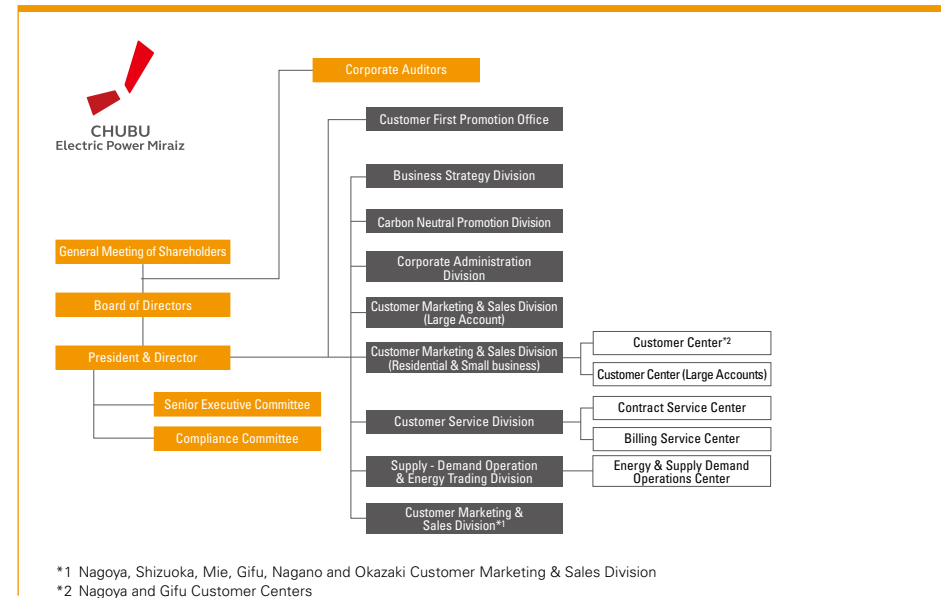 CHUBU
Electric Power Miraiz
Corporate Auditors
Customer First Promotion Office
Business Strategy Division
Carbon Neutral Promotion Division
General Meeting of Shareholders
Corporate Administration
Division
Board of Directors
Customer Marketing & Sales Division
(Large Account)
President & Director
Customer Marketing & Sales Division
(Residential & Small business)
Customer Center*2
Customer Center (Large Accounts)
Senior Executive Committee
Compliance Committee
Customer Service Division
Contract Service Center
Billing Service Center
Supply - Demand Operation
& Energy Trading Division
Energy & Supply Demand
Operations Center
Customer Marketing &
Sales Division*1
*1 Nagoya, Shizuoka, Mie, Gifu, Nagano and Okazaki Customer Marketing & Sales Division
*2 Nagoya and Gifu Customer Centers